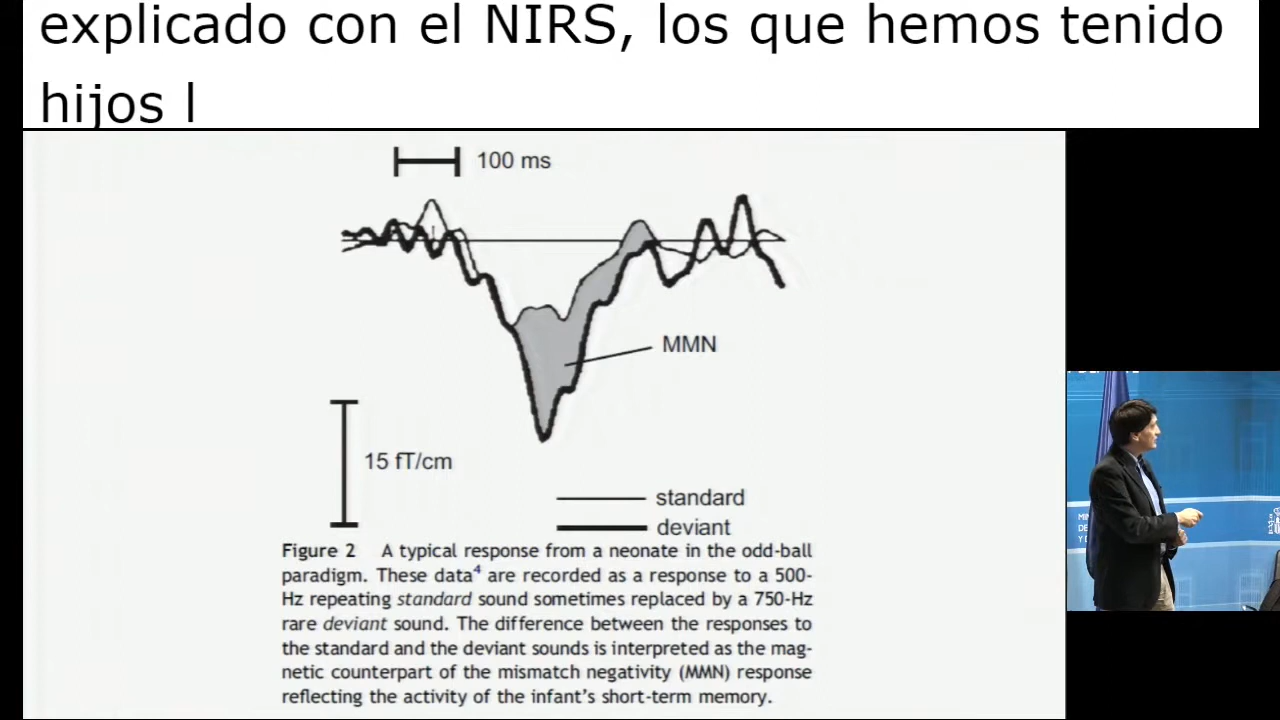 explicado con el NIRS, los que hemos tenido
hijos l
100 ms
MMN
15 fT/cm
standard
deviant
Figure 2 A typical response from a neonate in the odd-ball
paradigm. These data4 are recorded as a response to a 500-
Hz repeating standard sound sometimes replaced by a 750-Hz
rare deviant sound. The difference between the responses to
the standard and the deviant sounds is interpreted as the mag-
netic counterpart of the mismatch negativity (MMN) response
reflecting the activity of the infant's short-term memory.